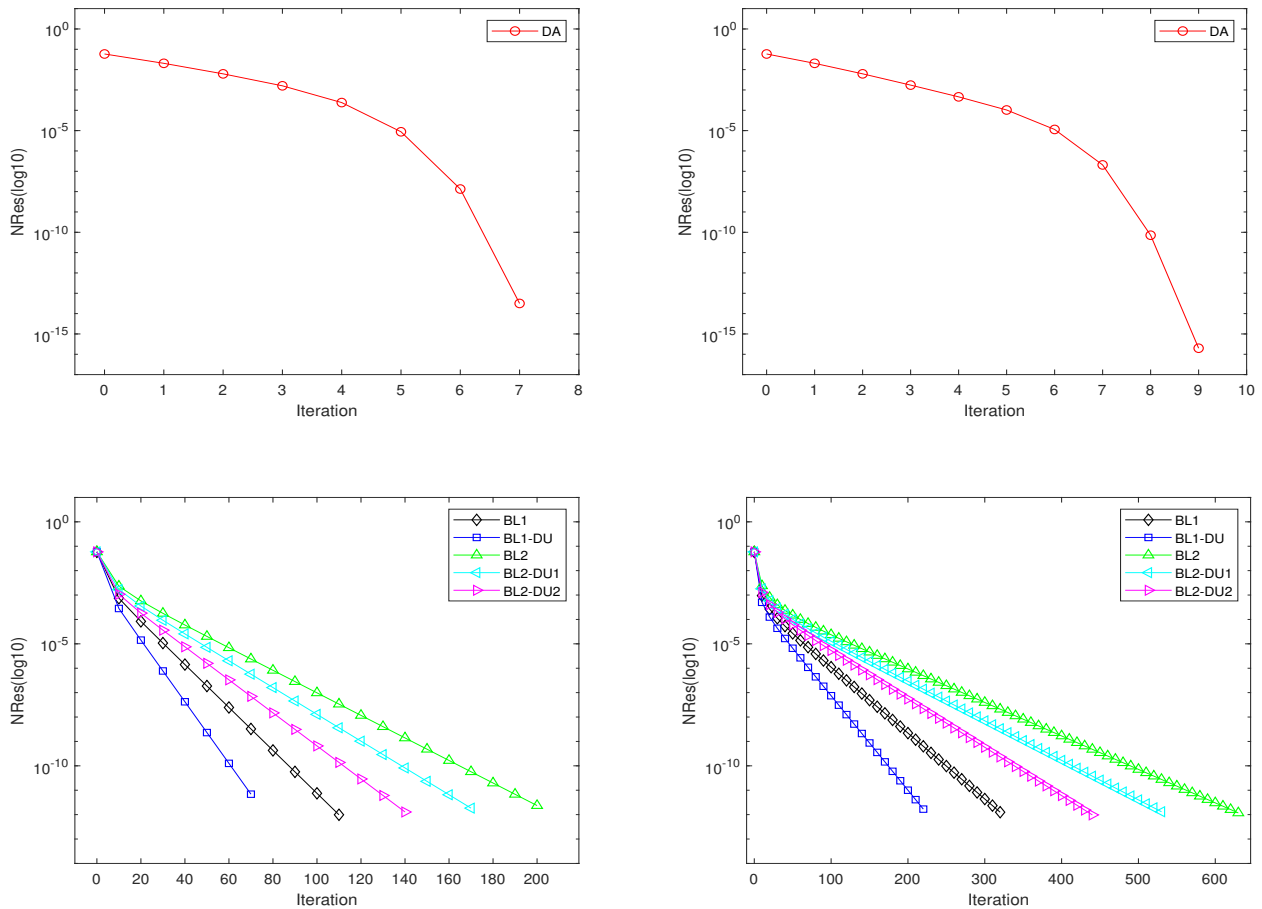 DA
10^0
10^-5
10^-10
10^-15
NRes(log10)
0 1 2 3 4 5 6 7 8
Iteration
DA
10^0
10^-5
10^-10
10^-15
NRes(log10)
0 1 2 3 4 5 6 7 8 9 10
Iteration
BL1
BL1-DU
BL2
BL2-DU1
BL2-DU2
10^0
10^-5
10^-10
NRes(log10)
0 20 40 60 80 100 120 140 160 180 200
Iteration
BL1
BL1-DU
BL2
BL2-DU1
BL2-DU2
10^0
10^-5
10^-10
NRes(log10)
0 100 200 300 400 500 600
Iteration